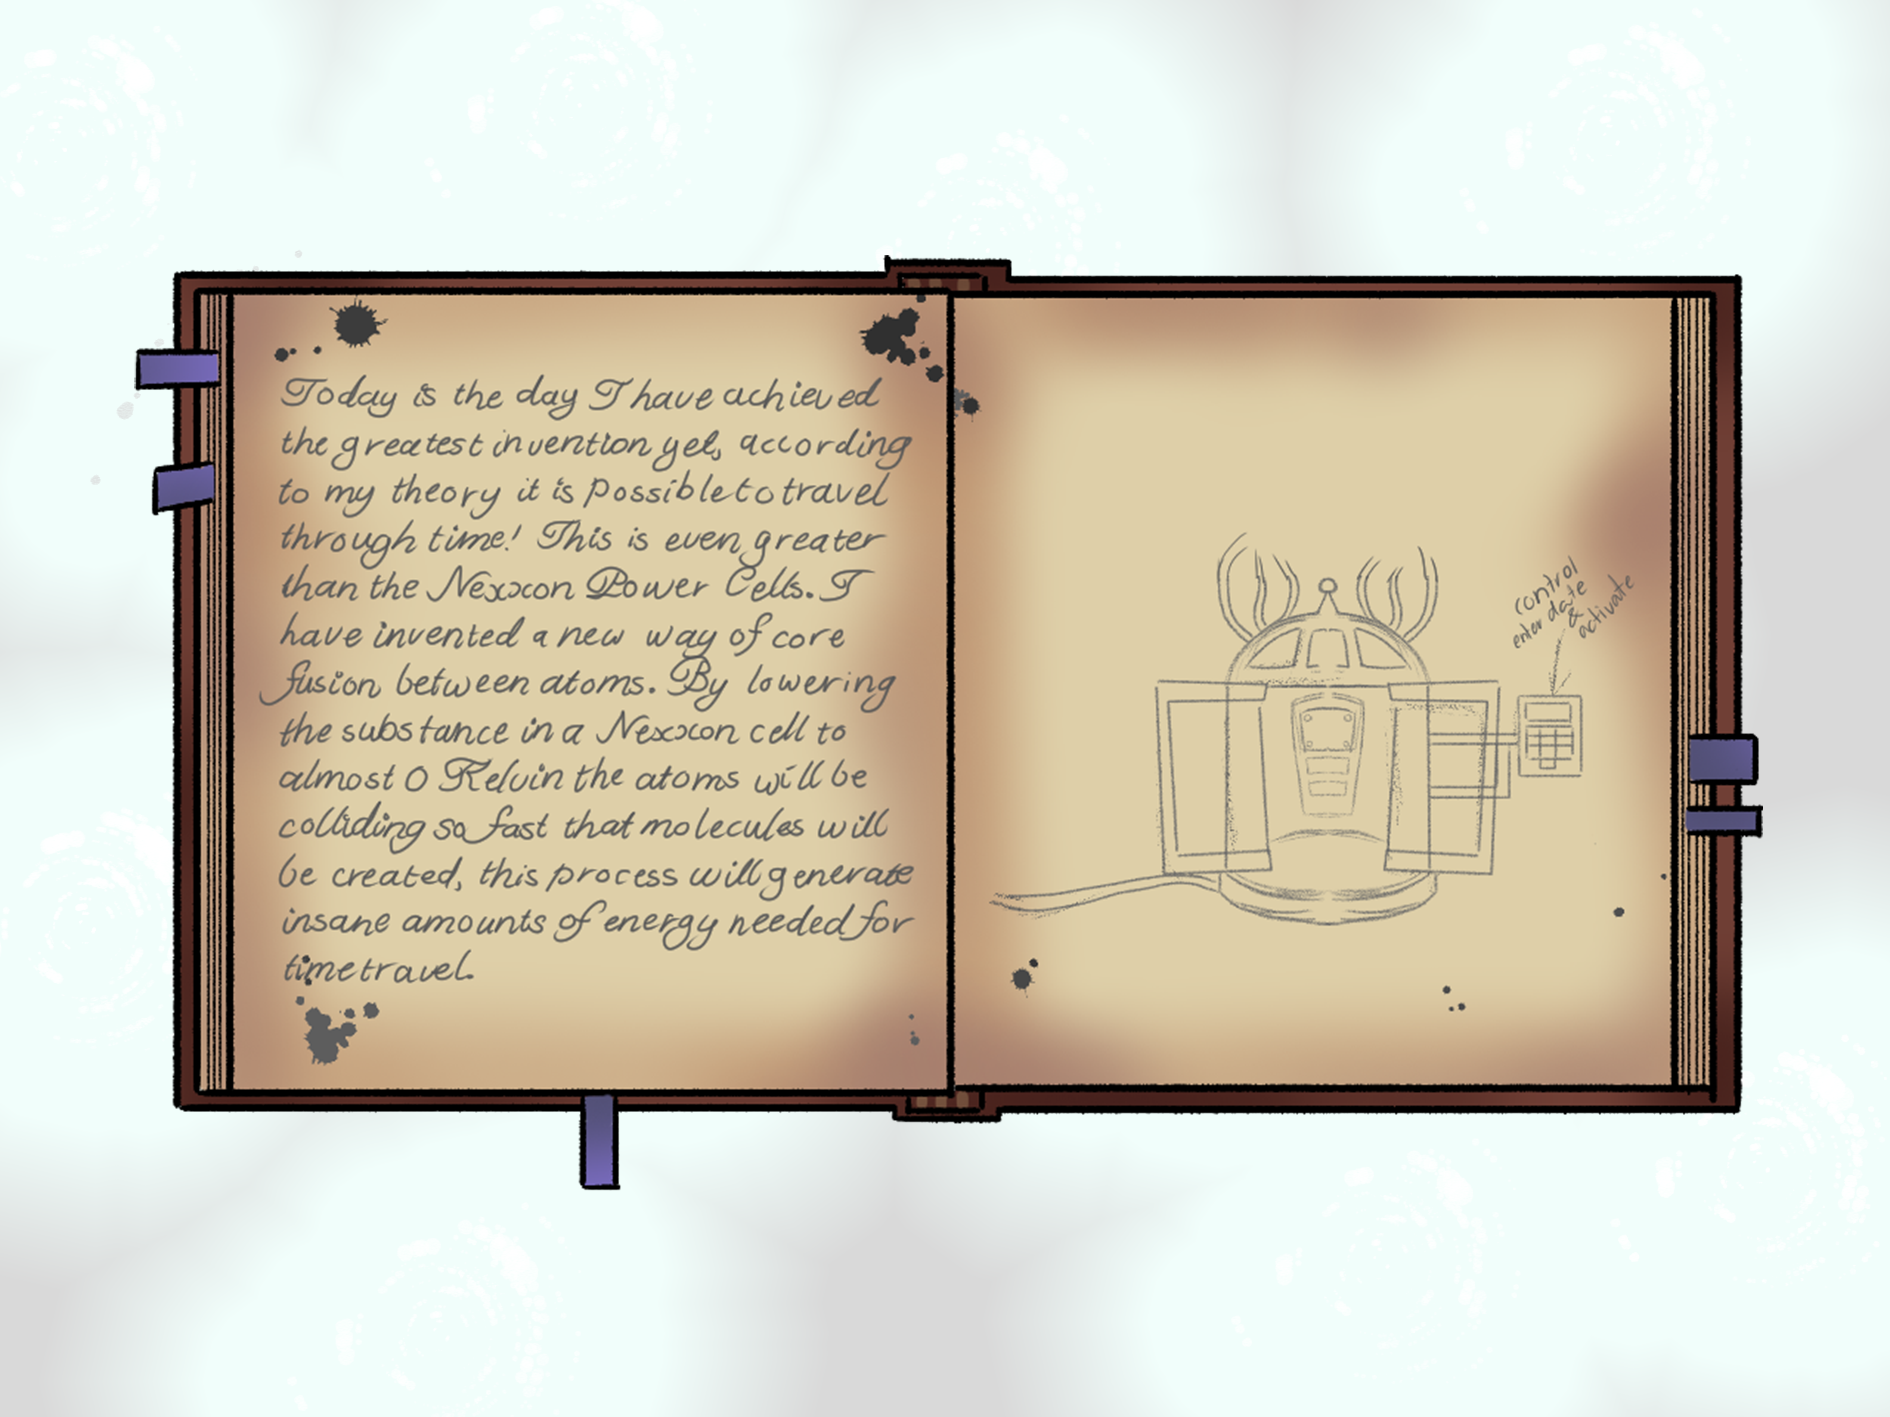 Today is the day I have achieved
the greatest invention yet, according
to my theory it is possible to travel
through time! This is even greater
than the Nexxcon Power Cells. I
have invented a new way of core
fusion between atoms. By lowering
the substance in a Nexxcon cell to
almost 0 Kelvin the atoms will be
colliding so fast that molecules will
be created, this process will generate
insane amounts of energy needed for
time travel.
control
enter date
&
activate